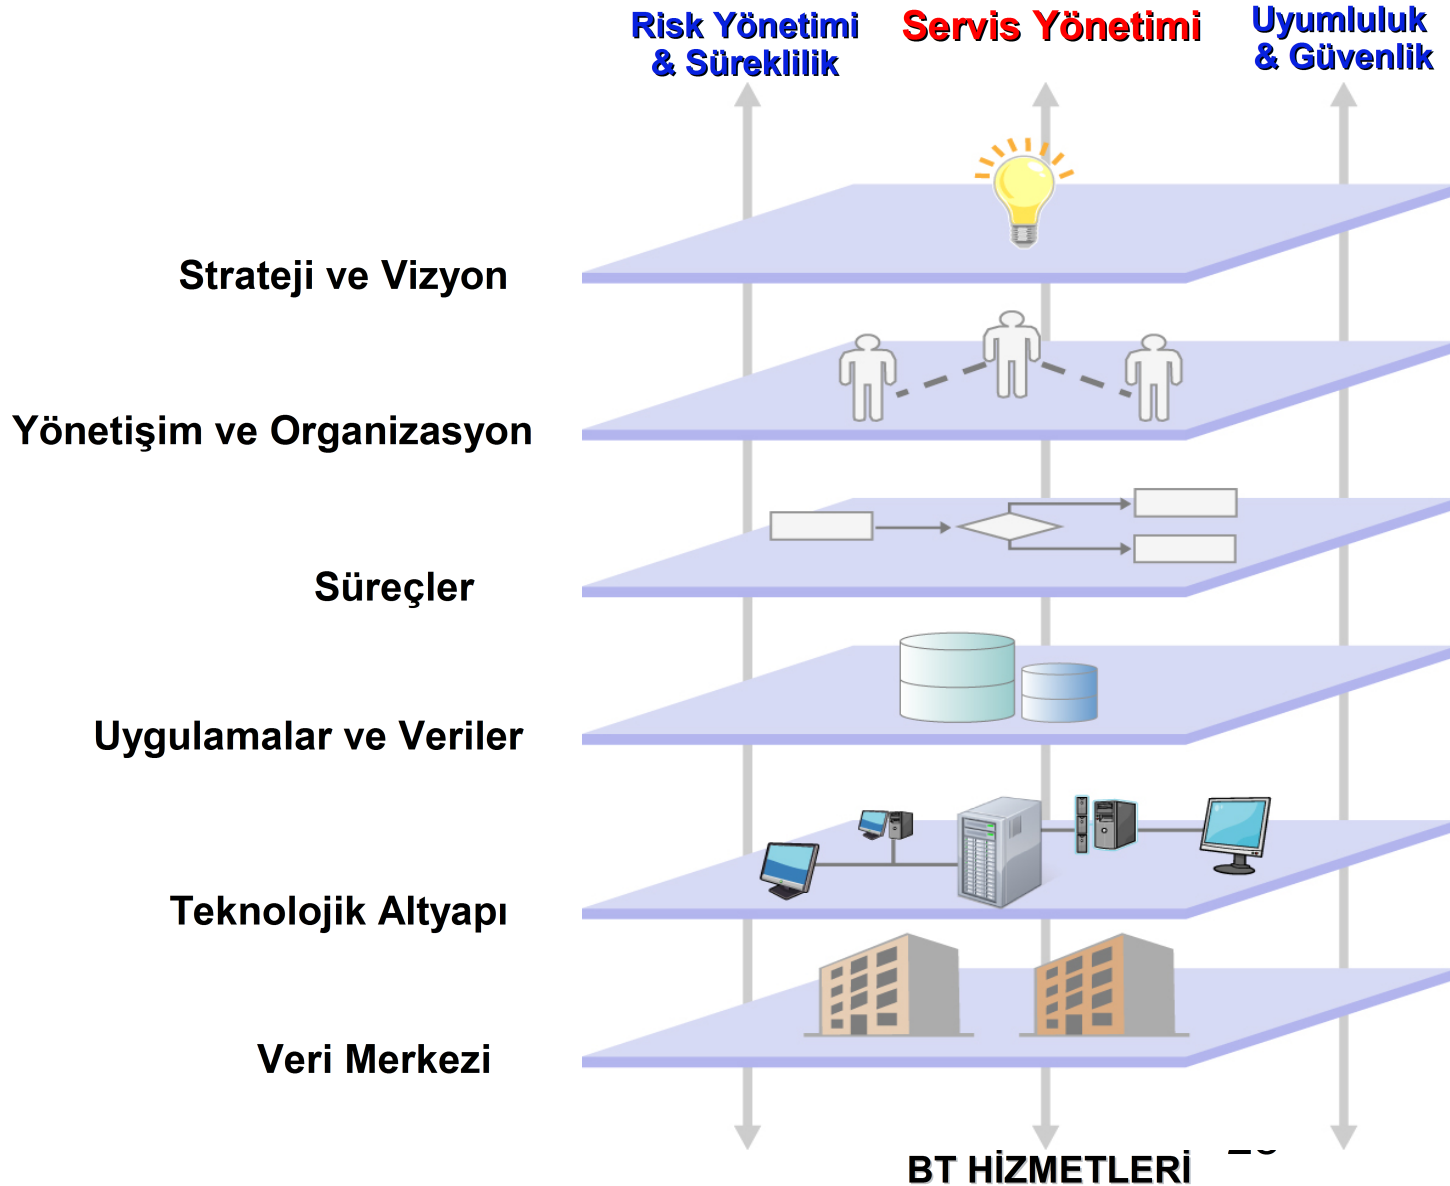 Risk Yönetimi
& Süreklilik
Servis Yönetimi
Uyumluluk
& Güvenlik
Strateji ve Vizyon
Yönetişim ve Organizasyon
Süreçler
Uygulamalar ve Veriler
Teknolojik Altyapı
Veri Merkezi
BT HİZMETLERİ